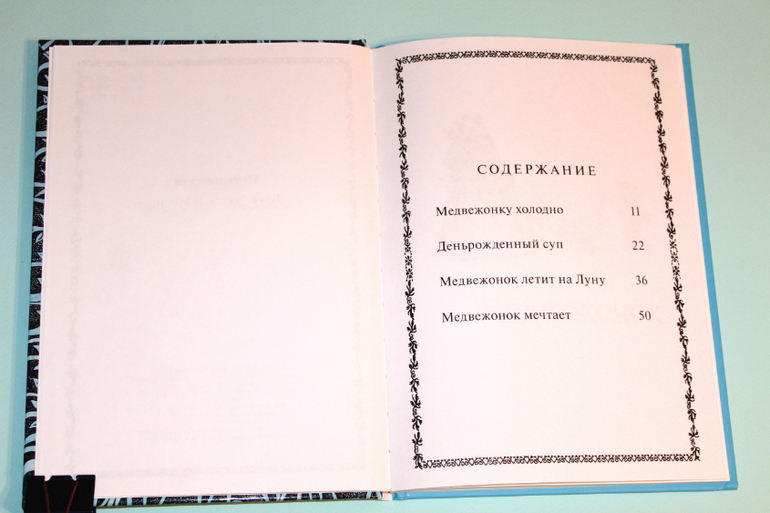 СОДЕРЖАНИЕ
Медвежонку холодно 11
Деньрожденный суп 22
Медвежонок летит на Луну 36
Медвежонок мечтает 50